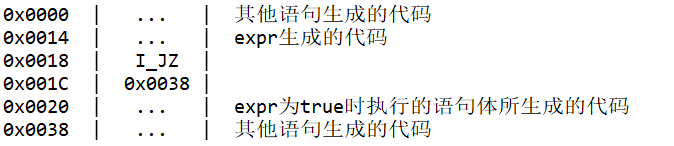 0x0000 | ... | 其他语句生成的代码
0x0014 | ... | expr生成的代码
0x0018 | I_JZ |
0x001C | 0x0038 |
0x0020 | ... | expr为true时执行的语句体所生成的代码
0x0038 | ... | 其他语句生成的代码